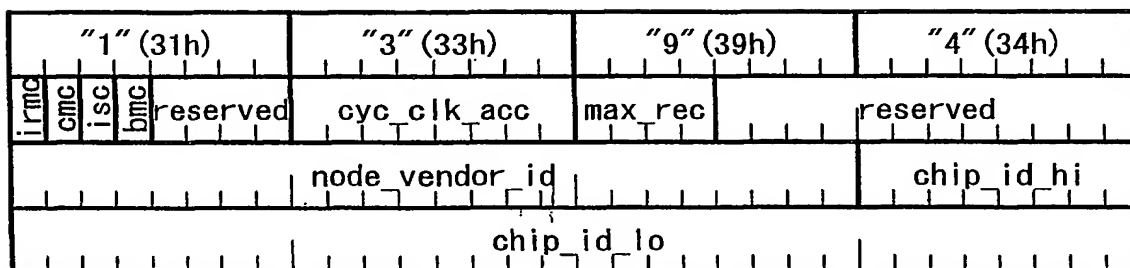 "1" (31h) "3" (33h) "9" (39h) "4" (34h)
irmc cmc isc bmc reserved cyc_clk_acc max_rec reserved
node_vendor_id chip_id_hi
chip_id_lo